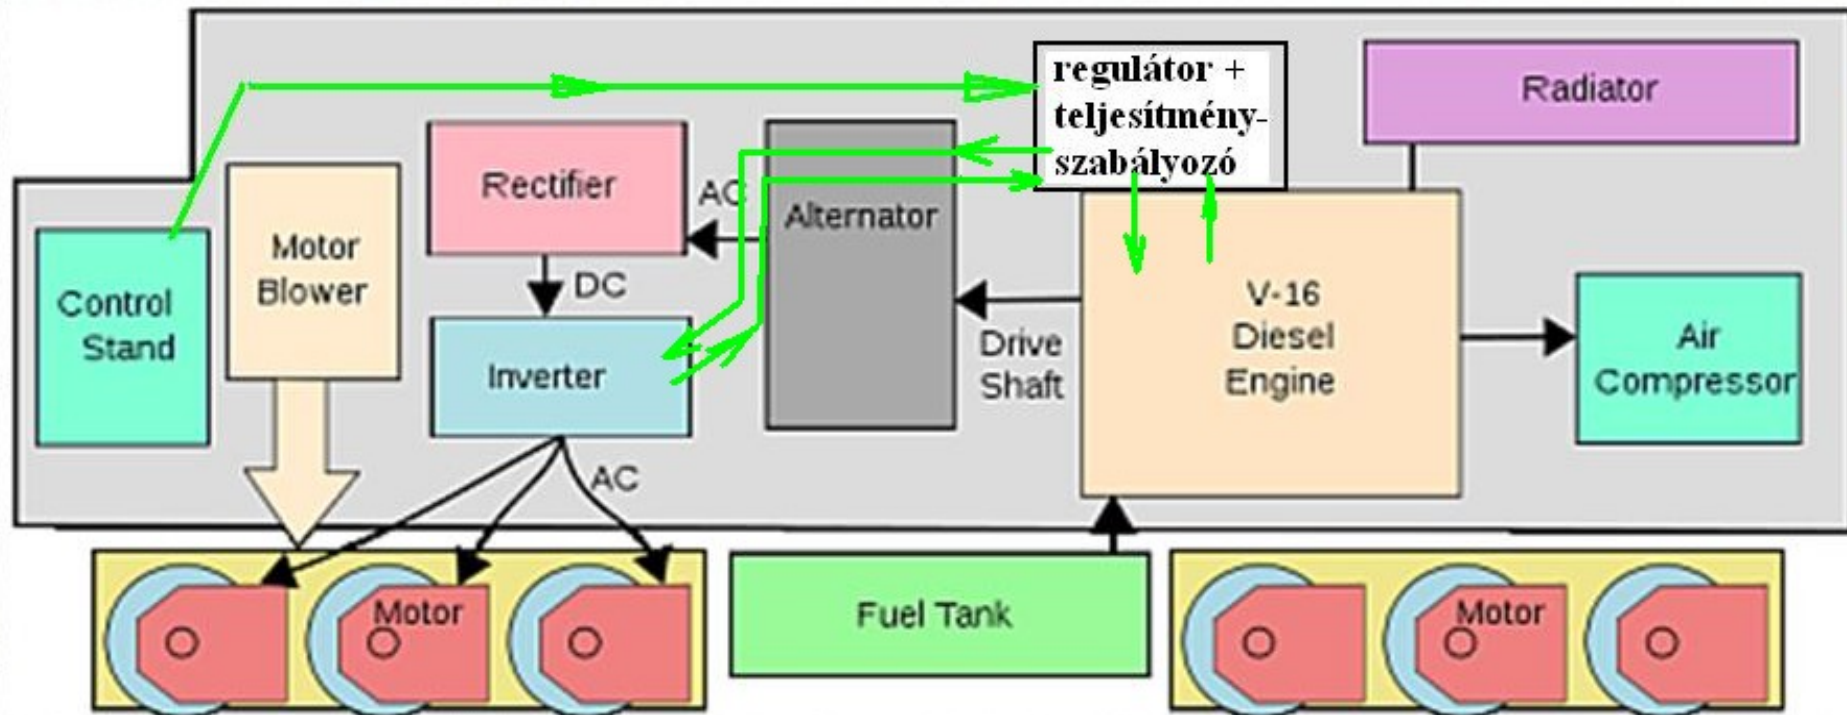 regulátor +
teljesítmény-
szabályozó
Radiator
Rectifier
AC
Alternator
Motor
Blower
Control
Stand
DC
Inverter
Drive
Shaft
V-16
Diesel
Engine
Air
Compressor
AC
Motor
Fuel Tank
Motor